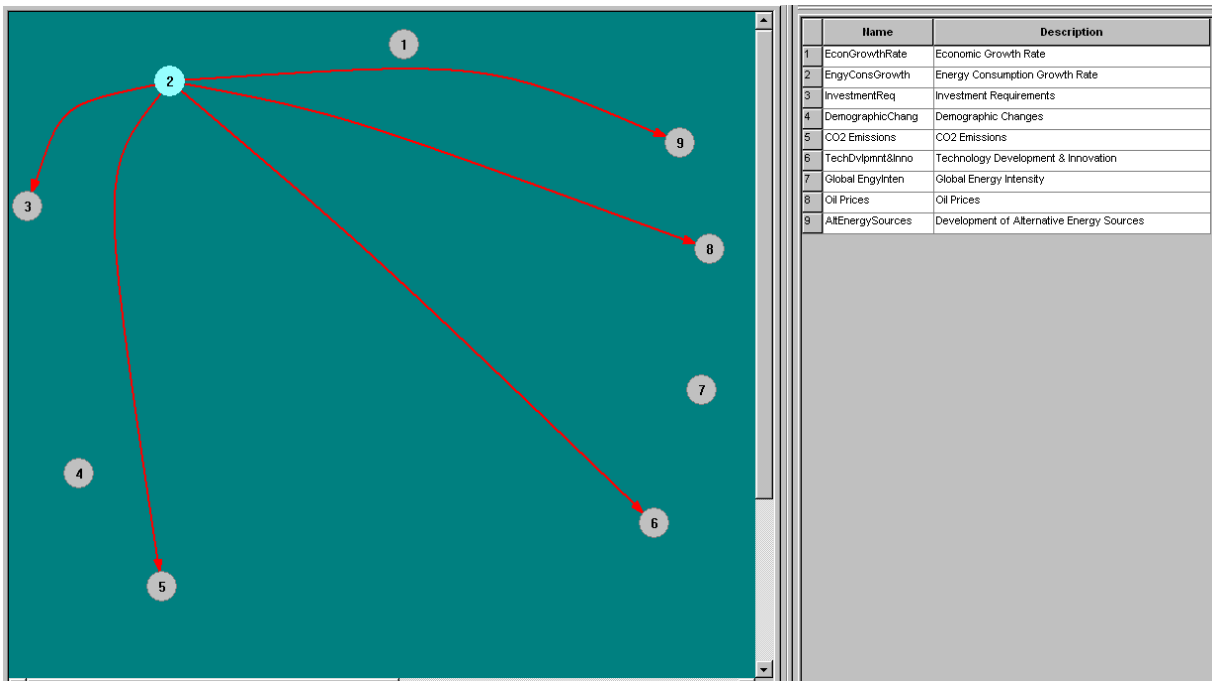 1
2
9
3
8
7
4
6
5
Name Description
1 EconGrowthRate Economic Growth Rate
2 EngyConsGrowth Energy Consumption Growth Rate
3 InvestmentReq Investment Requirements
4 DemographicChang Demographic Changes
5 CO2 Emissions CO2 Emissions
6 TechDvlpmnt&Inno Technology Development & Innovation
7 Global EngyInten Global Energy Intensity
8 Oil Prices Oil Prices
9 AltEnergySources Development of Alternative Energy Sources